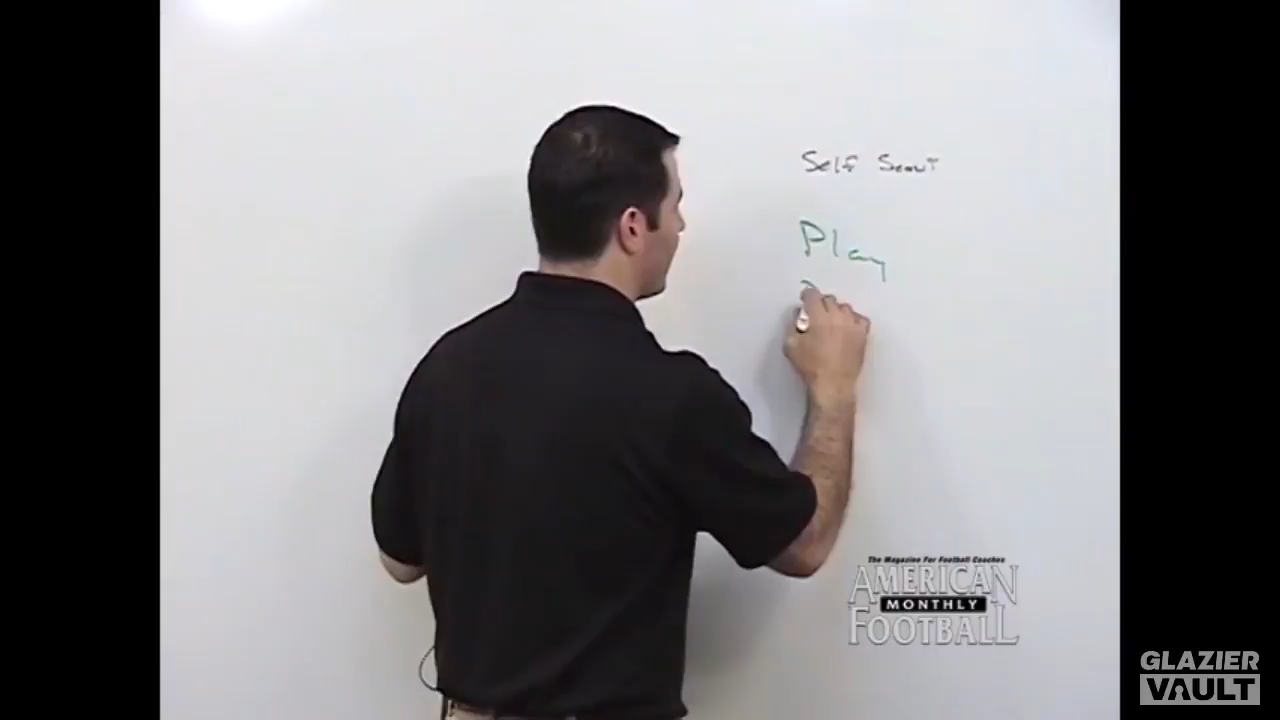 Self Scout
Play
The Magazine For Football Coaches
AMERICAN
MONTHLY
FOOTBALL
GLAZIER
VAULT